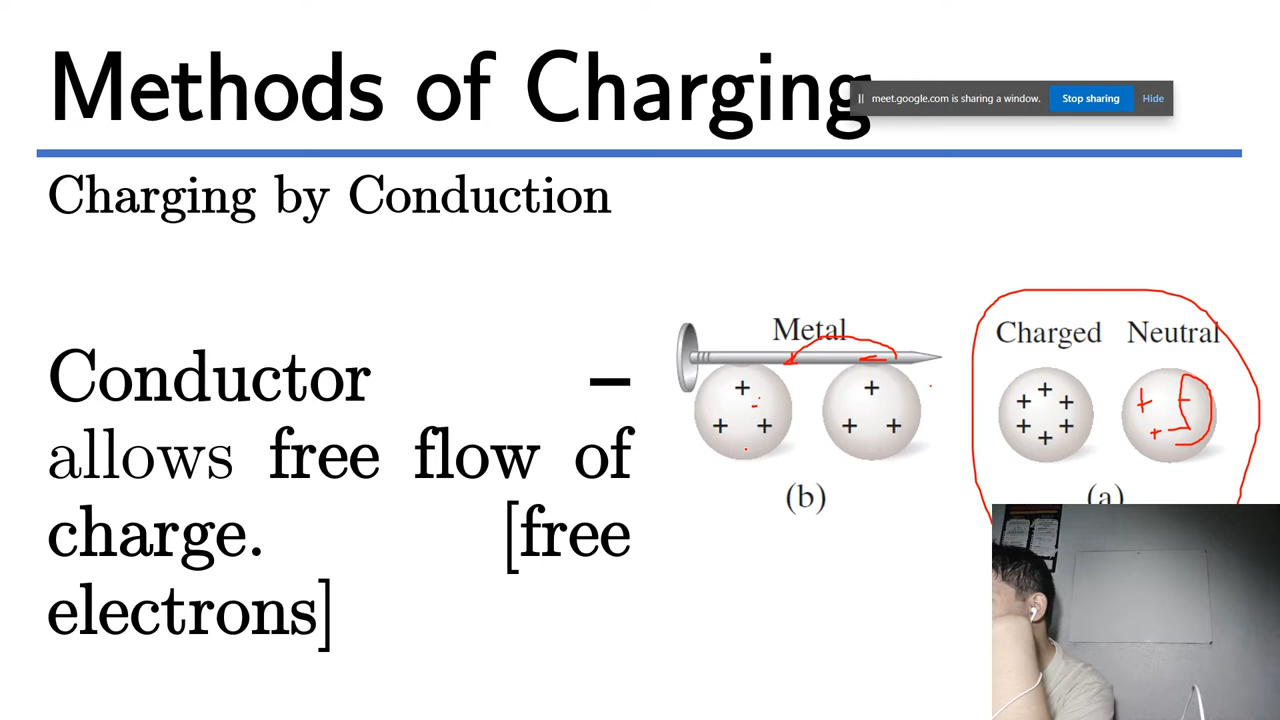 Methods of Charging
meet.google.com is sharing a window. Stop sharing Hide
Charging by Conduction
Conductor –
allows free flow of
charge. [free
electrons]
Metal
+ + +
+ + +
(b)
Charged Neutral
+ + + + + +
+ -
+ -
(a)